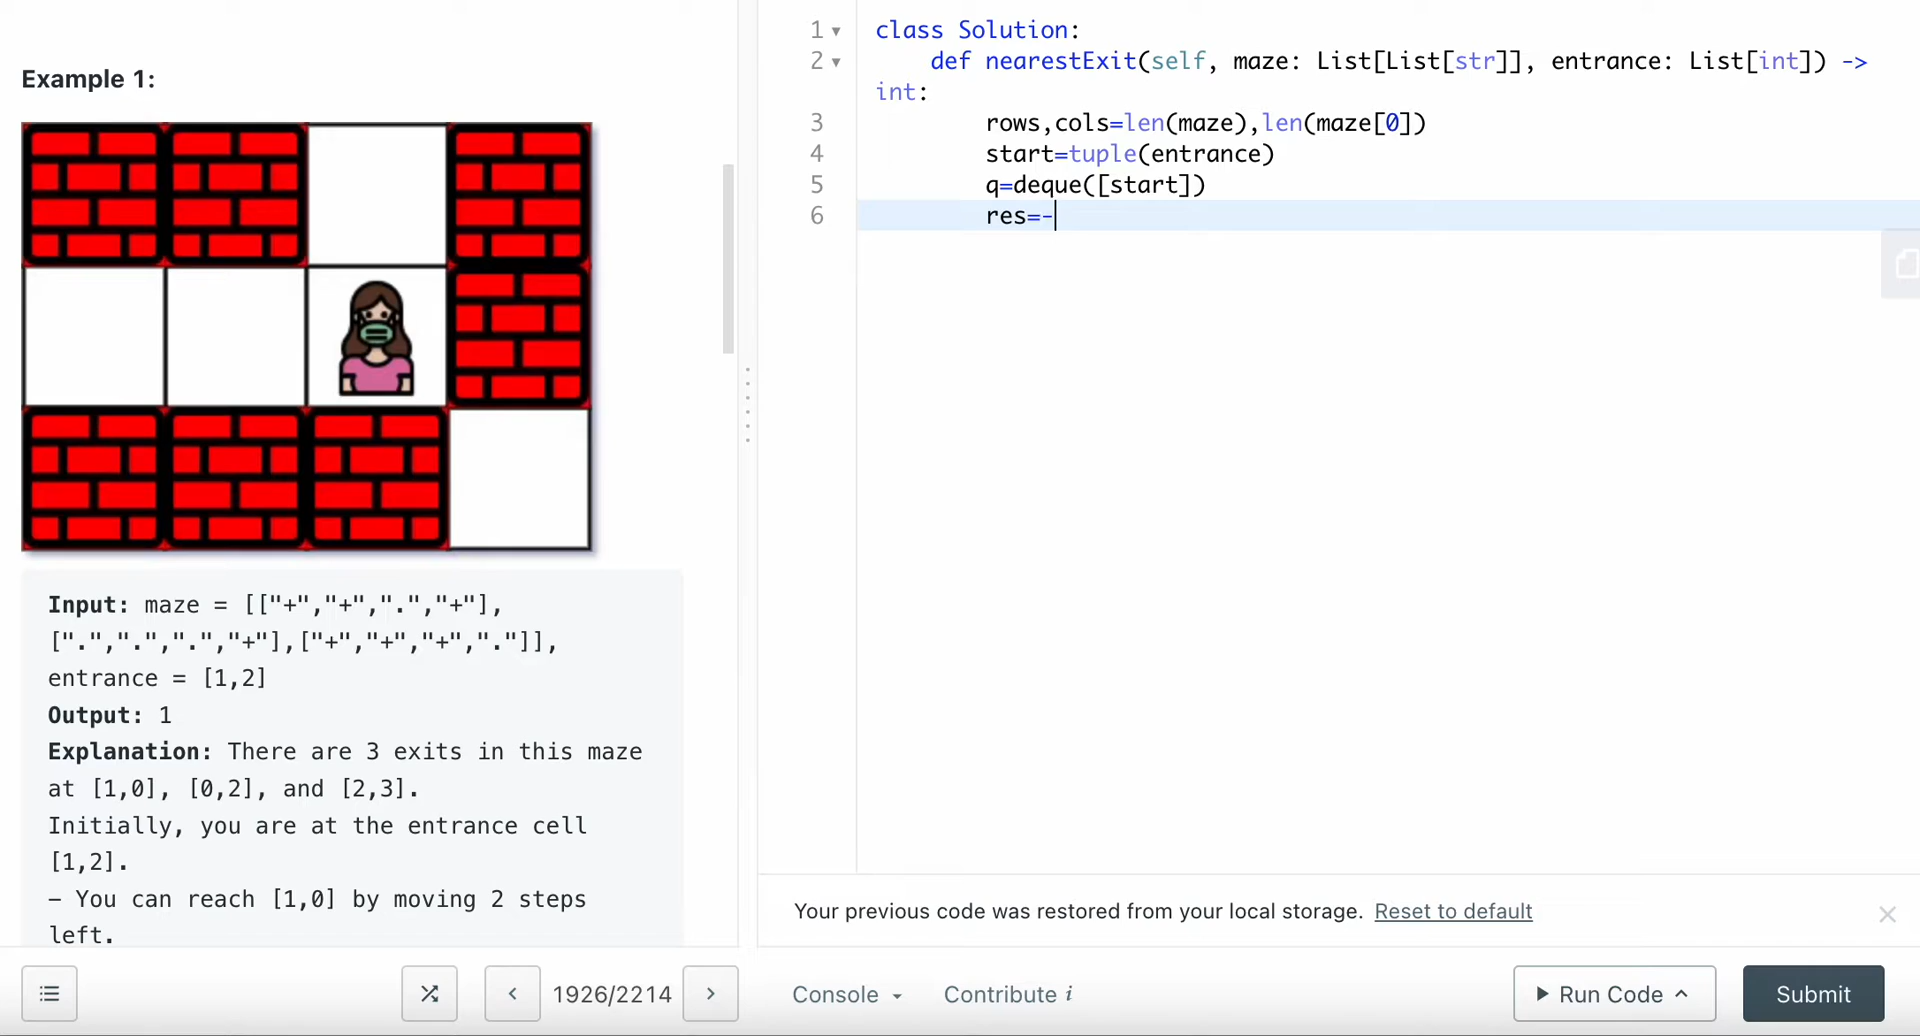 Example 1:
Input: maze = [["+","+",".","+"],
[".",".",".","+"],["+","+","+","."]],
entrance = [1,2]
Output: 1
Explanation: There are 3 exits in this maze
at [1,0], [0,2], and [2,3].
Initially, you are at the entrance cell
[1,2].
– You can reach [1,0] by moving 2 steps
left.
1926/2214
1 class Solution:
2 def nearestExit(self, maze: List[List[str]], entrance: List[int]) ->
int:
3 rows,cols=len(maze),len(maze[0])
4 start=tuple(entrance)
5 q=deque([start])
6 res=-
Your previous code was restored from your local storage. Reset to default
Console Contribute i
Run Code Submit